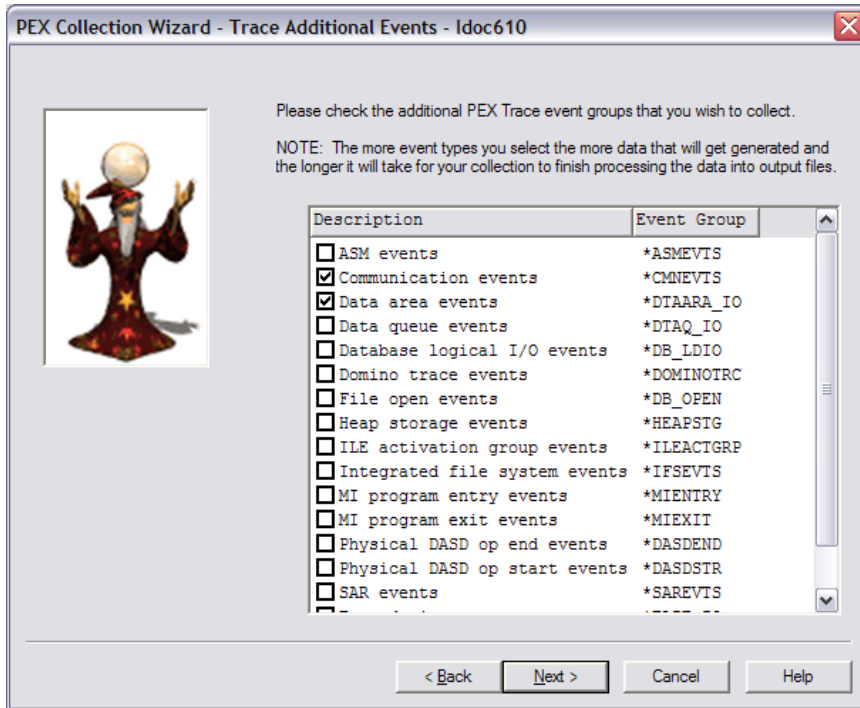 PEX Collection Wizard - Trace Additional Events - Idoc610
Please check the additional PEX Trace event groups that you wish to collect.
NOTE: The more event types you select the more data that will get generated and
the longer it will take for your collection to finish processing the data into output files.
Description Event Group
ASM events *ASMEVTS
Communication events *CMNEVTS
Data area events *DTAARA_IO
Data queue events *DTAQ_IO
Database logical I/O events *DB_LDIO
Domino trace events *DOMINOTRC
File open events *DB_OPEN
Heap storage events *HEAPSTG
ILE activation group events *ILEACTGRP
Integrated file system events *IFSEVTS
MI program entry events *MIENTRY
MI program exit events *MIEXIT
Physical DASD op end events *DASDEND
Physical DASD op start events *DASDSTR
SAR events *SAREVTS
< Back Next > Cancel Help